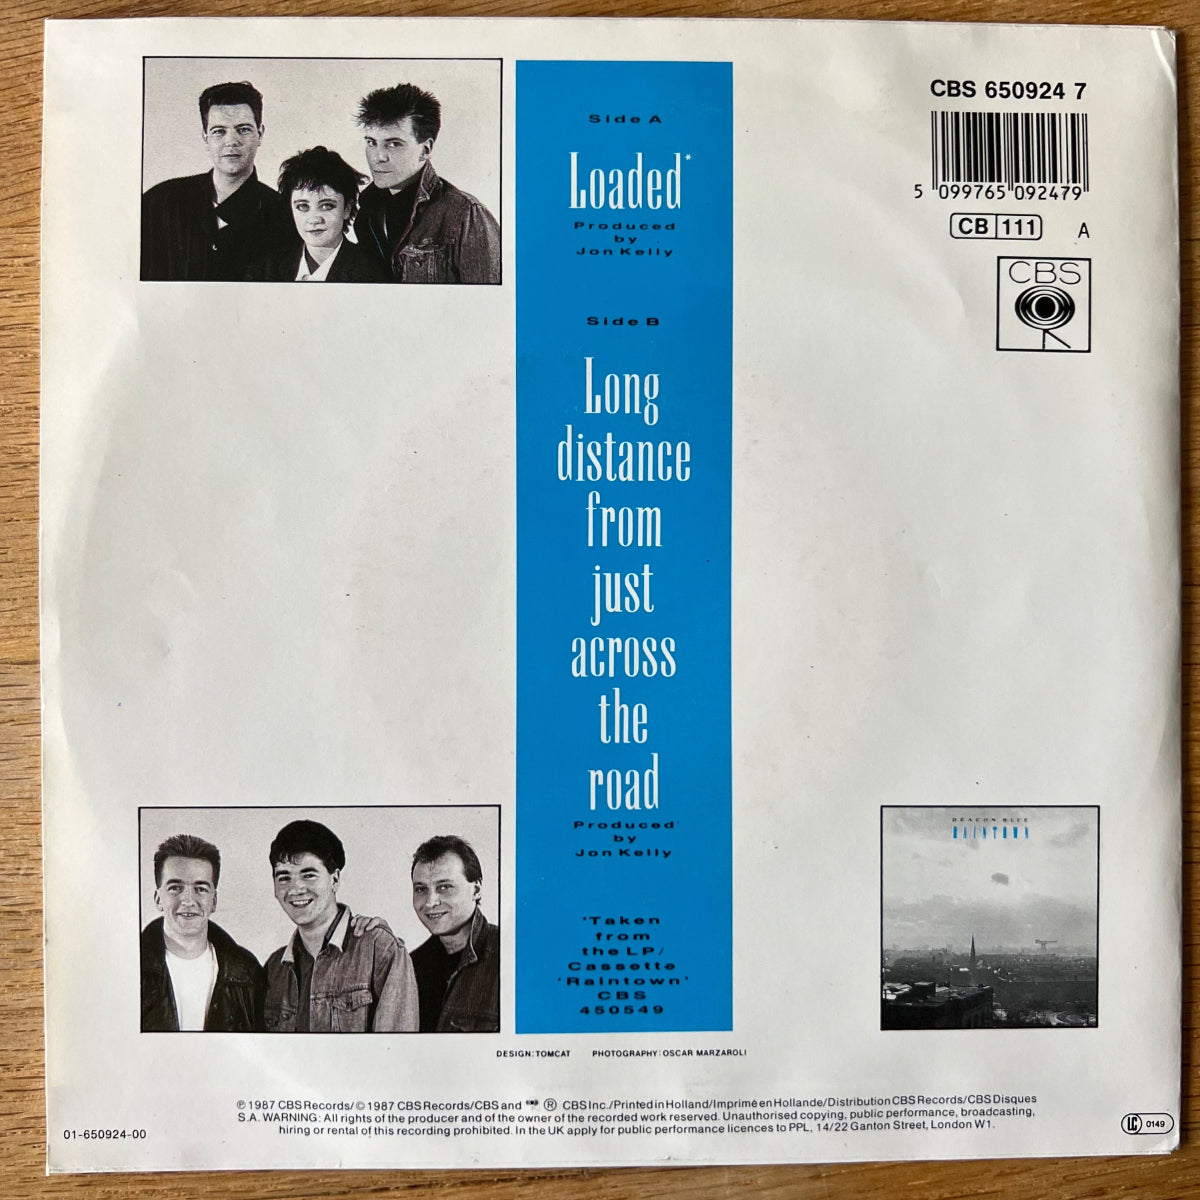 Side A
Loaded*
Produced
by
Jon Kelly
Side B
Long
distance
from
just
across
the
road
Produced
by
Jon Kelly
*Taken
from
the LP/
Cassette
'Raintown'
CBS
450549
CBS 650924 7
5 099765 092479
CB 111
A
CBS
DEACON BLUE
RAINTOWN
DESIGN: TOMCAT PHOTOGRAPHY: OSCAR MARZAROLI
℗ 1987 CBS Records/© 1987 CBS Records/CBS and ® CBS Inc./Printed in Holland/Imprimé en Hollande/Distribution CBS Records/CBS Disques
S.A. WARNING: All rights of the producer and of the owner of the recorded work reserved. Unauthorised copying, public performance, broadcasting,
hiring or rental of this recording prohibited. In the UK apply for public performance licences to PPL, 14/22 Ganton Street, London W1.
01-650924-00
LC 0149